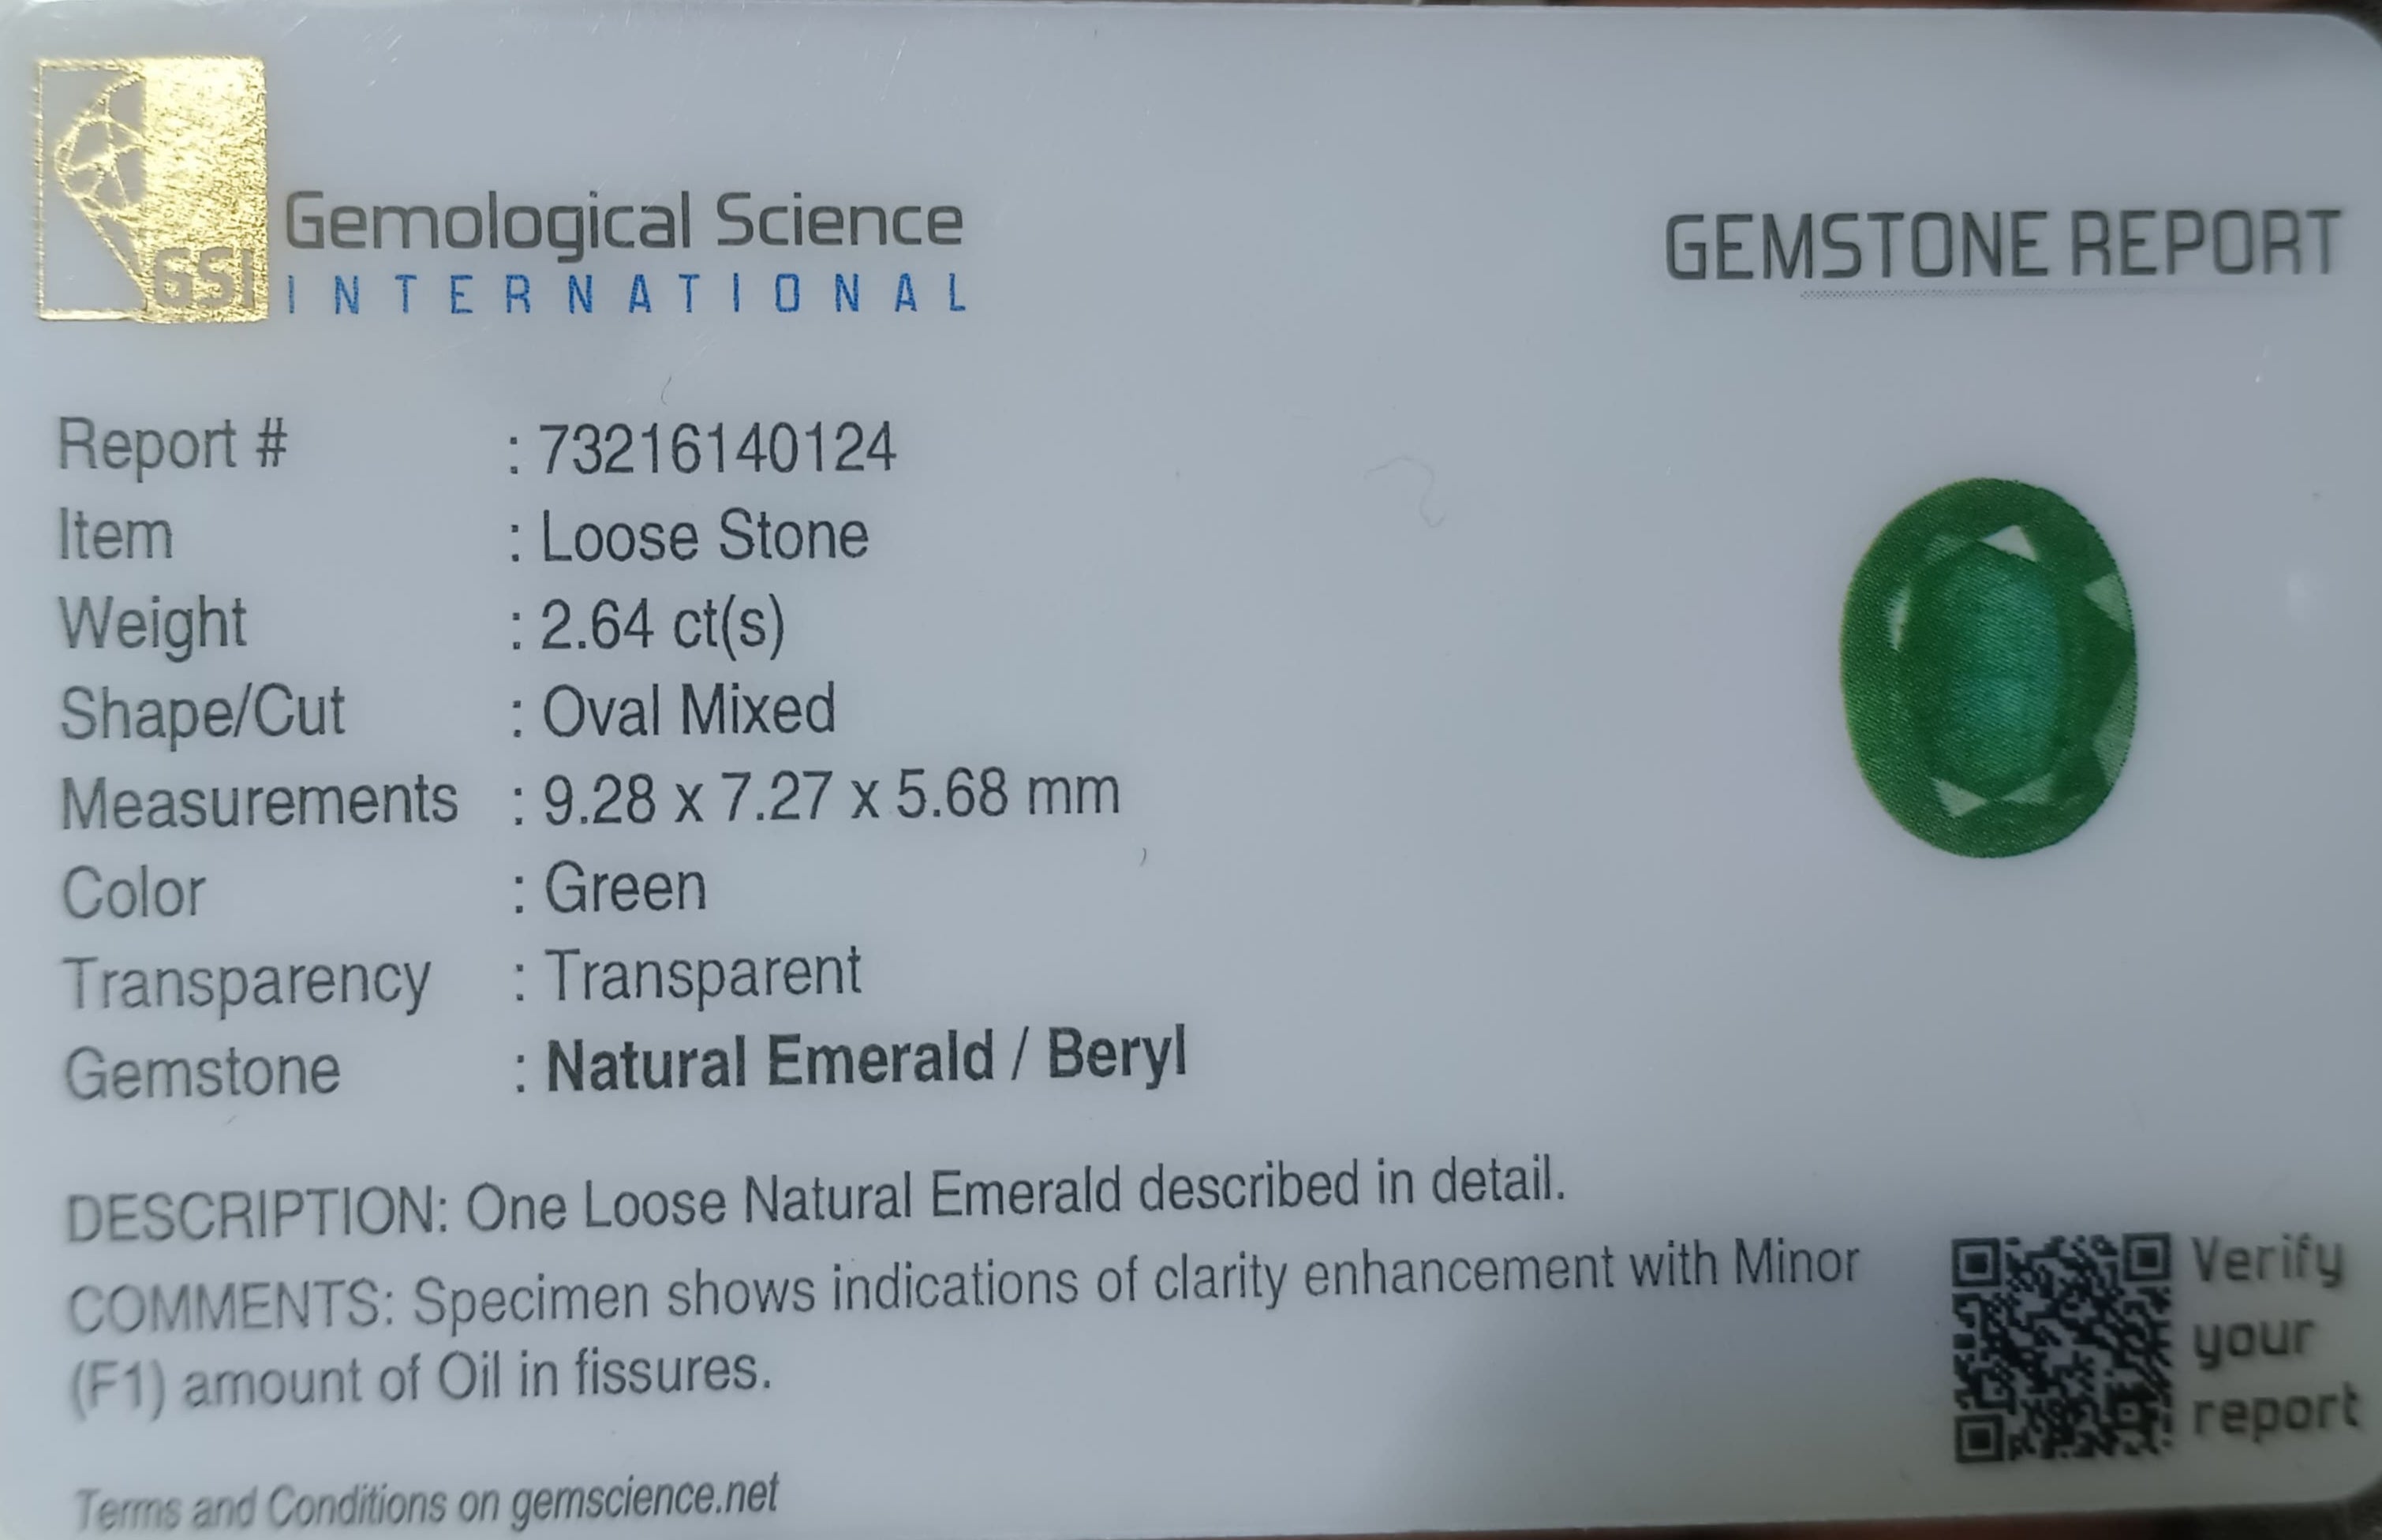 GSI
Gemological Science
INTERNATIONAL
GEMSTONE REPORT
Report # : 73216140124
Item : Loose Stone
Weight : 2.64 ct(s)
Shape/Cut : Oval Mixed
Measurements : 9.28 x 7.27 x 5.68 mm
Color : Green
Transparency : Transparent
Gemstone : Natural Emerald / Beryl
DESCRIPTION: One Loose Natural Emerald described in detail.
COMMENTS: Specimen shows indications of clarity enhancement with Minor
(F1) amount of Oil in fissures.
Verify
your
report
Terms and Conditions on gemscience.net